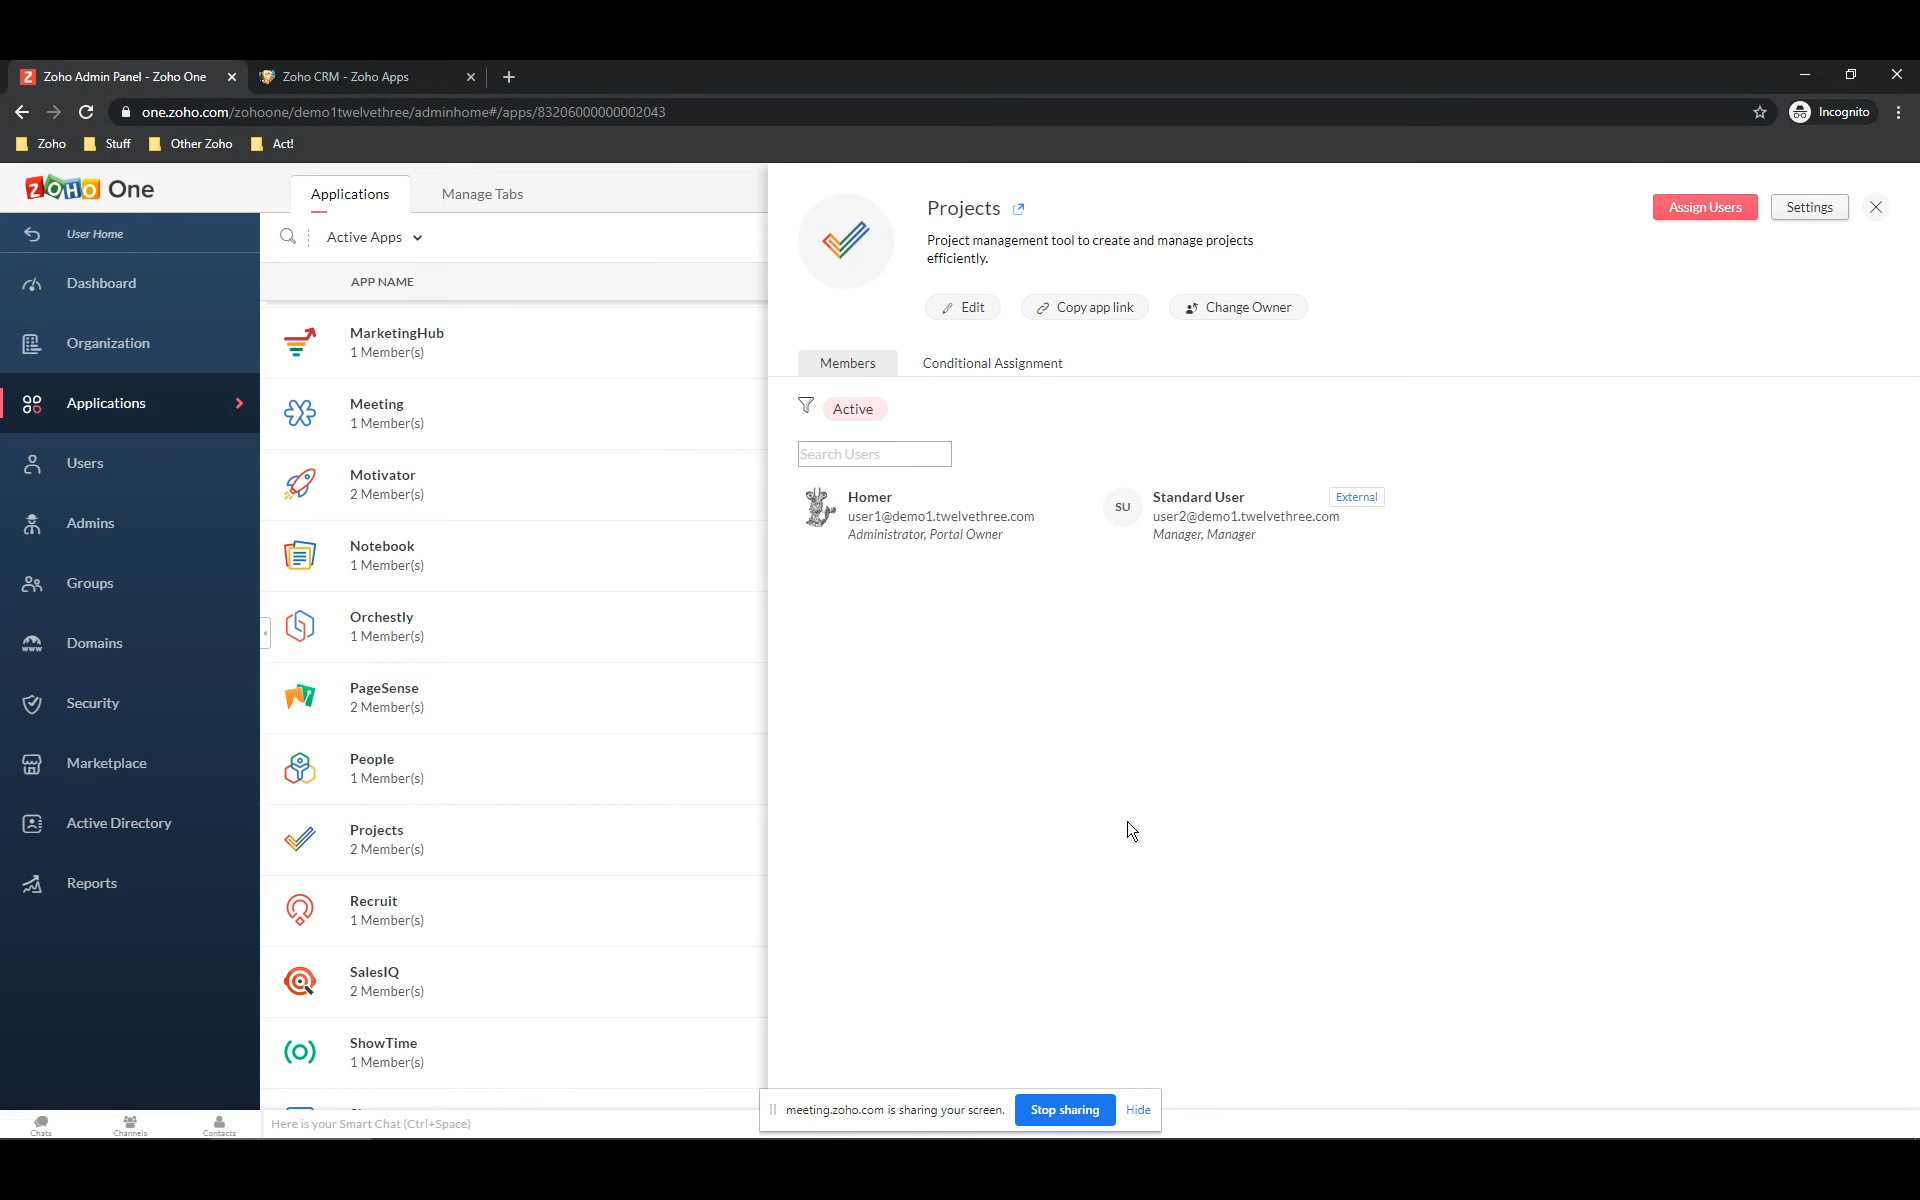 Zoho Admin Panel - Zoho One
Zoho CRM - Zoho Apps
one.zoho.com/zohoone/demo1twelvethree/adminhome#/apps/83206000000002043
Incognito
Zoho
Stuff
Other Zoho
Act!
ZOHO One
User Home
Dashboard
Organization
Applications
Users
Admins
Groups
Domains
Security
Marketplace
Active Directory
Reports
Chats
Channels
Contacts
Applications
Manage Tabs
Active Apps
APP NAME
MarketingHub
1 Member(s)
Meeting
1 Member(s)
Motivator
2 Member(s)
Notebook
1 Member(s)
Orchestly
1 Member(s)
PageSense
2 Member(s)
People
1 Member(s)
Projects
2 Member(s)
Recruit
1 Member(s)
SalesIQ
2 Member(s)
ShowTime
1 Member(s)
Here is your Smart Chat (Ctrl+Space)
Projects
Project management tool to create and manage projects
efficiently.
Assign Users
Settings
Edit
Copy app link
Change Owner
Members
Conditional Assignment
Active
Search Users
Homer
user1@demo1.twelvethree.com
Administrator, Portal Owner
SU
Standard User
External
user2@demo1.twelvethree.com
Manager, Manager
meeting.zoho.com is sharing your screen.
Stop sharing
Hide